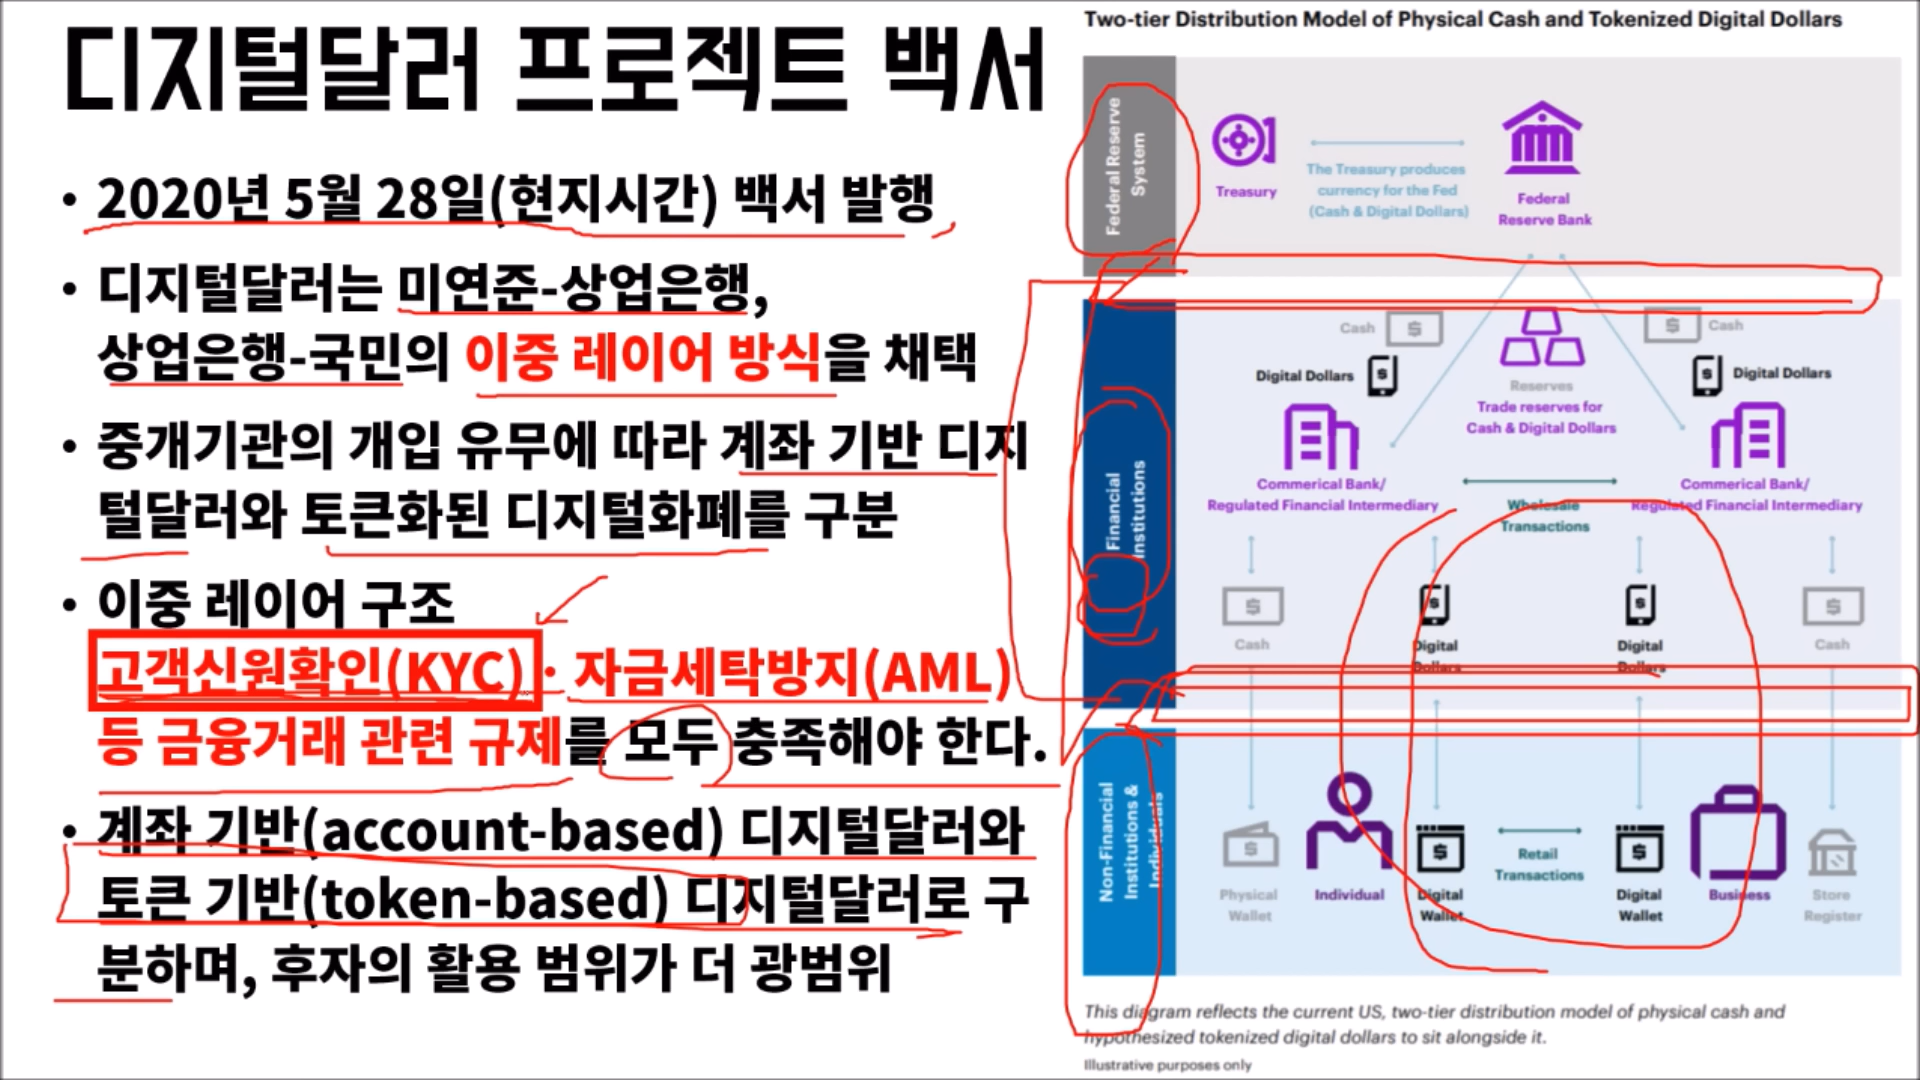 디지털달러 프로젝트 백서
• 2020년 5월 28일(현지시간) 백서 발행
• 디지털달러는 미연준-상업은행,
상업은행-국민의 이중 레이어 방식을 채택
• 중개기관의 개입 유무에 따라 계좌 기반 디지
털달러와 토큰화된 디지털화폐를 구분
• 이중 레이어 구조
고객신원확인(KYC)· 자금세탁방지(AML)
등 금융거래 관련 규제를 모두 충족해야 한다.
• 계좌 기반(account-based) 디지털달러와
토큰 기반(token-based) 디지털달러로 구
분하며, 후자의 활용 범위가 더 광범위
Two-tier Distribution Model of Physical Cash and Tokenized Digital Dollars
Federal Reserve
System
Treasury
The Treasury produces
currency for the Fed
(Cash & Digital Dollars)
Federal
Reserve Bank
Financial
Institutions
Cash
Cash
Digital Dollars
Digital Dollars
Reserves
Trade reserves for
Cash & Digital Dollars
Commerical Bank/
Regulated Financial Intermediary
Wholesale
Transactions
Commerical Bank/
Regulated Financial Intermediary
Cash
Digital
Dollars
Digital
Dollars
Cash
Non-Financial
Institutions &
Individuals
Physical
Wallet
Individual
Digital
Wallet
Retail
Transactions
Digital
Wallet
Business
Store
Register
This diagram reflects the current US, two-tier distribution model of physical cash and
hypothesized tokenized digital dollars to sit alongside it.
Illustrative purposes only